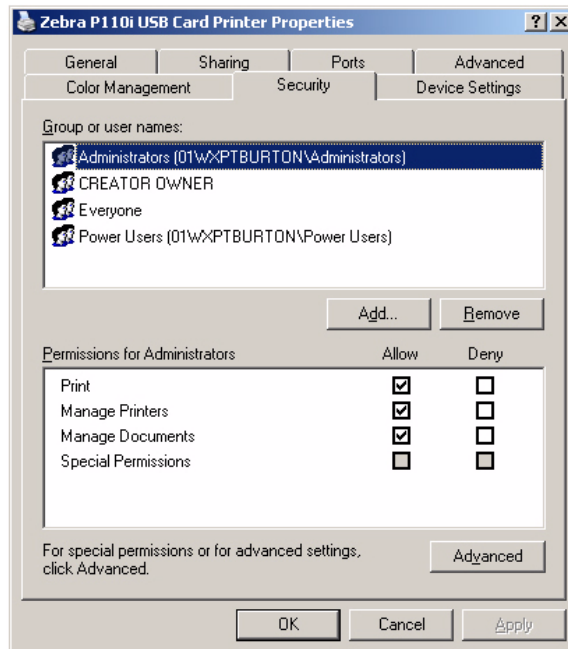 Zebra P110i USB Card Printer Properties
General Sharing Ports Advanced
Color Management Security Device Settings
Group or user names:
Administrators (01WXPTBURTON\Administrators)
CREATOR OWNER
Everyone
Power Users (01WXPTBURTON\Power Users)
Add... Remove
Permissions for Administrators Allow Deny
Print
Manage Printers
Manage Documents
Special Permissions
For special permissions or for advanced settings,
click Advanced.
Advanced
OK Cancel Apply